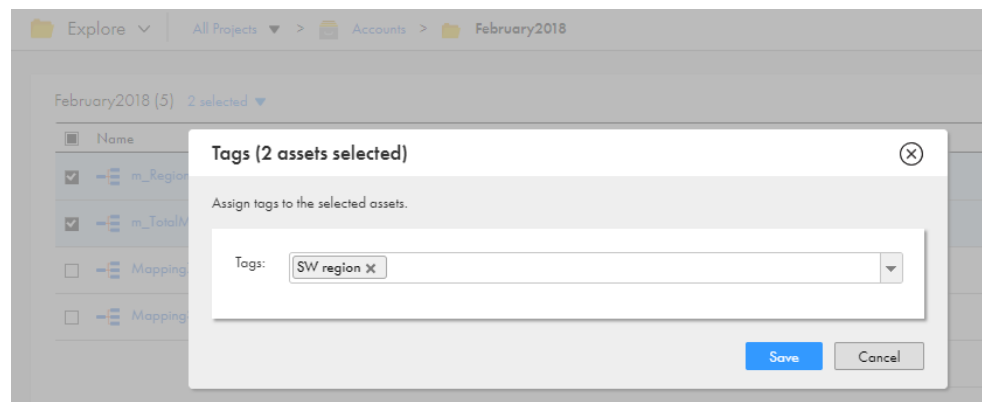 Explore All Projects > Accounts > February2018
February2018 (5) 2 selected
Name
Tags (2 assets selected)
m_Region
Assign tags to the selected assets.
m_TotalM
Tags: SW region
Mapping
Mapping
Save Cancel